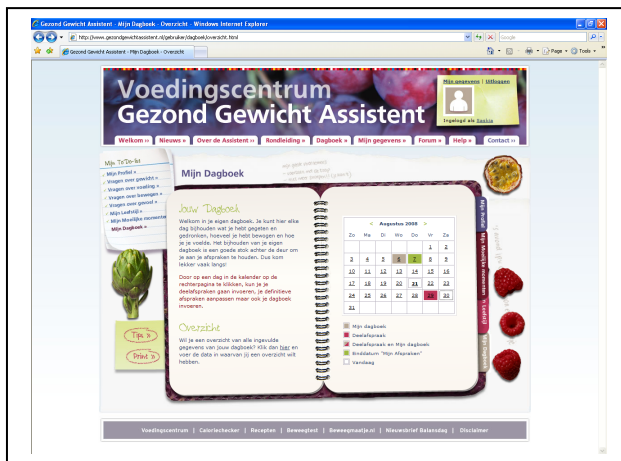 Gezond Gewicht Assistent - Mijn Dagboek - Overzicht - Windows Internet Explorer
http://www.gezondgewichtassistent.nl/gebruiker/dagboek/overzicht.html
Google
Gezond Gewicht Assistent - Mijn Dagboek - Overzicht
Page
Tools
Voedingscentrum
Gezond Gewicht Assistent
Mijn gegevens | Uitloggen
Ingelogd als Saskia
Welkom »
Nieuws »
Over de Assistent »
Rondleiding »
Dagboek »
Mijn gegevens »
Forum »
Help »
Contact »
Mijn To Do-list
Mijn Profiel »
Vragen over gewicht »
Vragen over voeding »
Vragen over bewegen »
Vragen over gevoel »
Mijn Leefstijl »
Mijn Moeilijke momenten
Mijn Dagboek »
Mijn Dagboek
Jouw Dagboek
Welkom in je eigen dagboek. Je kunt hier elke
dag bijhouden wat je hebt gegeten en
gedronken, hoeveel je hebt bewogen en hoe
je je voelde. Het bijhouden van je eigen
dagboek is een goede stok achter de deur om
je aan je afspraken te houden. Dus kom
lekker vaak langs!
Door op een dag in de kalender op de
rechterpagina te klikken, kun je je
deelafspraken gaan invoeren, je definitieve
afspraken aanpassen maar ook je dagboek
invoeren.
Overzicht
Wil je een overzicht van alle ingevulde
gegevens van jouw dagboek? Klik dan hier en
voer de data in waarvan jij een overzicht wilt
hebben.
< Augustus 2008 >
Zo Ma Di Wo Do Vr Za
1 2
3 4 5 6 7 8 9
10 11 12 13 14 15 16
17 18 19 20 21 22 23
24 25 26 27 28 29 30
31
Mijn dagboek
Deelafspraak
Deelafspraak en Mijn dagboek
Einddatum "Mijn Afspraken"
Vandaag
Mijn Profiel
Mijn Moeilijke momenten
Mijn Dagboek
Tips »
Print »
Voedingscentrum | Caloriechecker | Recepten | Beweegtest | Beweegmaatje.nl | Nieuwsbrief Balansdag | Disclaimer